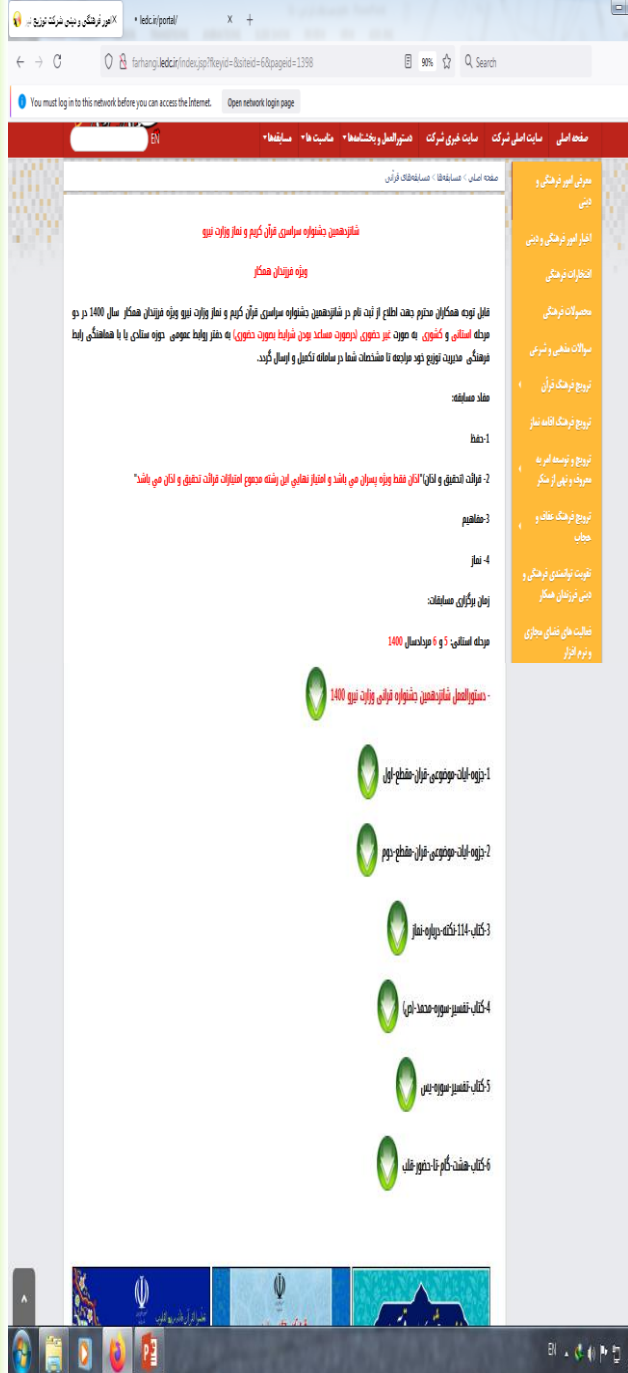 امور فرهنگی و دینی شرکت توزیع نی
ledc.ir/portal/
farhangi.ledc.ir/index.jsp?fkeyid=&siteid=6&pageid=1398
90%
Search
You must log in to this network before you can access the Internet.
Open network login page
صفحه اصلی سایت اصلی شرکت سایت خبری شرکت دستورالعمل و بخشنامه‌ها مناسبت ها مسابقه‌ها
EN
صفحه اصلی > مسابقه‌ها > مسابقه‌های قرآنی
معرفی امور فرهنگی و
دینی
اخبار امور فرهنگی و دینی
افتخارات فرهنگی
محصولات فرهنگی
سوالات مذهبی و شرعی
ترویج فرهنگ قرآن
ترویج فرهنگ اقامه نماز
ترویج و توسعه امر به
معروف و نهی از منکر
ترویج فرهنگ عفاف و
حجاب
تقویت توانمندی فرهنگی و
دینی فرزندان همکار
فعالیت های فضای مجازی
و نرم افزار
شانزدهمین جشنواره سراسری قرآن کریم و نماز وزارت نیرو
ویژه فرزندان همکار
قابل توجه همکاران محترم جهت اطلاع از ثبت نام در شانزدهمین جشنواره سراسری قرآن کریم و نماز وزارت نیرو ویژه فرزندان همکار سال 1400 در دو
مرحله استانی و کشوری به صورت غیر حضوری (درصورت مساعد بودن شرایط بصورت حضوری) به دفتر روابط عمومی حوزه ستادی یا با هماهنگی رابط
فرهنگی مدیریت توزیع خود مراجعه تا مشخصات شما در سامانه تکمیل و ارسال گردد.
مفاد مسابقه:
1-حفظ
2- قرائت (تحقیق و اذان)"اذان فقط ویژه پسران می باشد و امتیاز نهایی این رشته مجموع امتیازات قرائت تحقیق و اذان می باشد"
3-مفاهیم
4- نماز
زمان برگزاری مسابقات:
مرحله استانی: 5 و 6 مردادسال 1400
- دستورالعمل شانزدهمین جشنواره قرآنی وزارت نیرو 1400
1-جزوه-آیات-موضوعی-قرآن-مقطع-اول
2-جزوه-آیات-موضوعی-قرآن-مقطع-دوم
3-کتاب-114-نکته-درباره-نماز
4-کتاب-تفسیر-سوره-محمد-(ص)
5-کتاب-تفسیر-سوره-یس
6-کتاب-هشت-گام-تا-حضور-قلب
EN